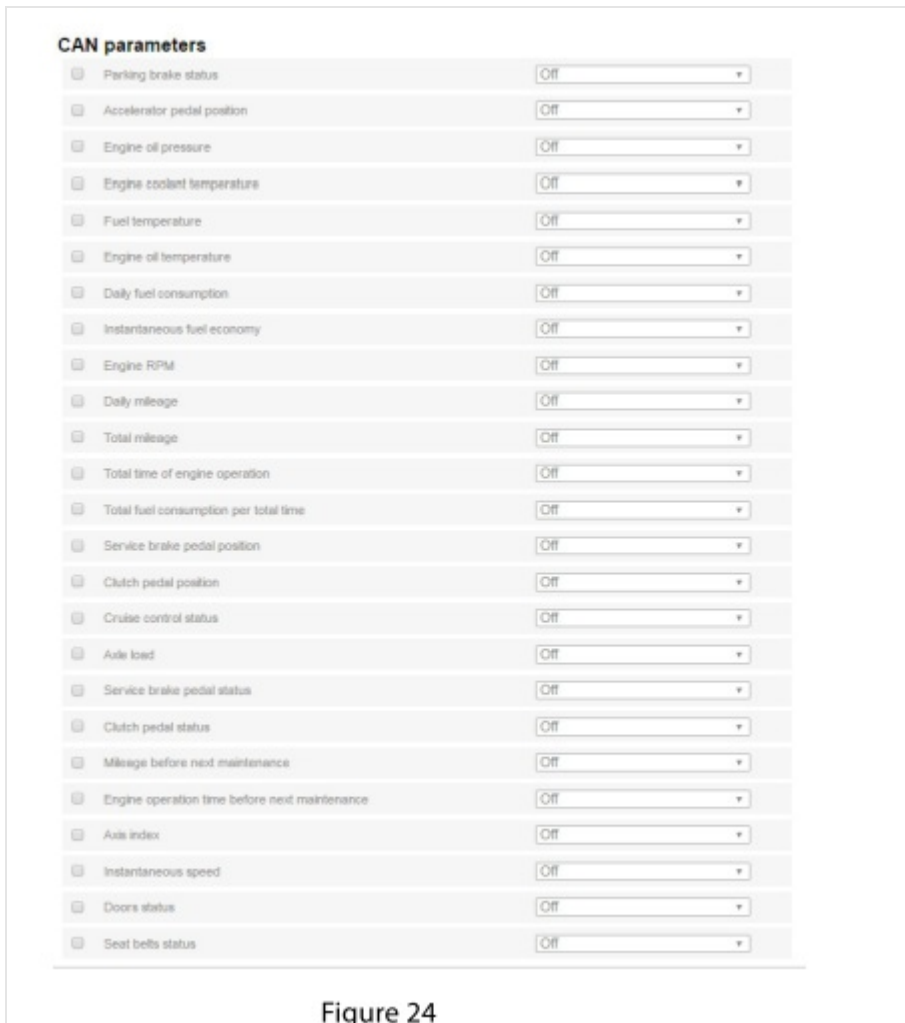 CAN parameters
Parking brake status Off
Accelerator pedal position Off
Engine oil pressure Off
Engine coolant temperature Off
Fuel temperature Off
Engine oil temperature Off
Daily fuel consumption Off
Instantaneous fuel economy Off
Engine RPM Off
Daily mileage Off
Total mileage Off
Total time of engine operation Off
Total fuel consumption per total time Off
Service brake pedal position Off
Clutch pedal position Off
Cruise control status Off
Axle load Off
Service brake pedal status Off
Clutch pedal status Off
Mileage before next maintenance Off
Engine operation time before next maintenance Off
Axis index Off
Instantaneous speed Off
Doors status Off
Seat belts status Off
Figure 24